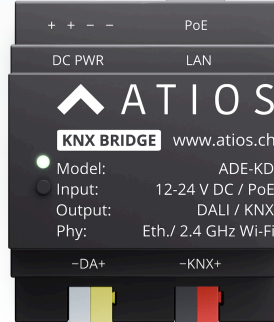 + + − − PoE
DC PWR LAN
ATIOS
KNX BRIDGE www.atios.ch
Model: ADE-KD
Input: 12-24 V DC / PoE
Output: DALI / KNX
Phy: Eth./ 2.4 GHz Wi-Fi
−DA+ −KNX+